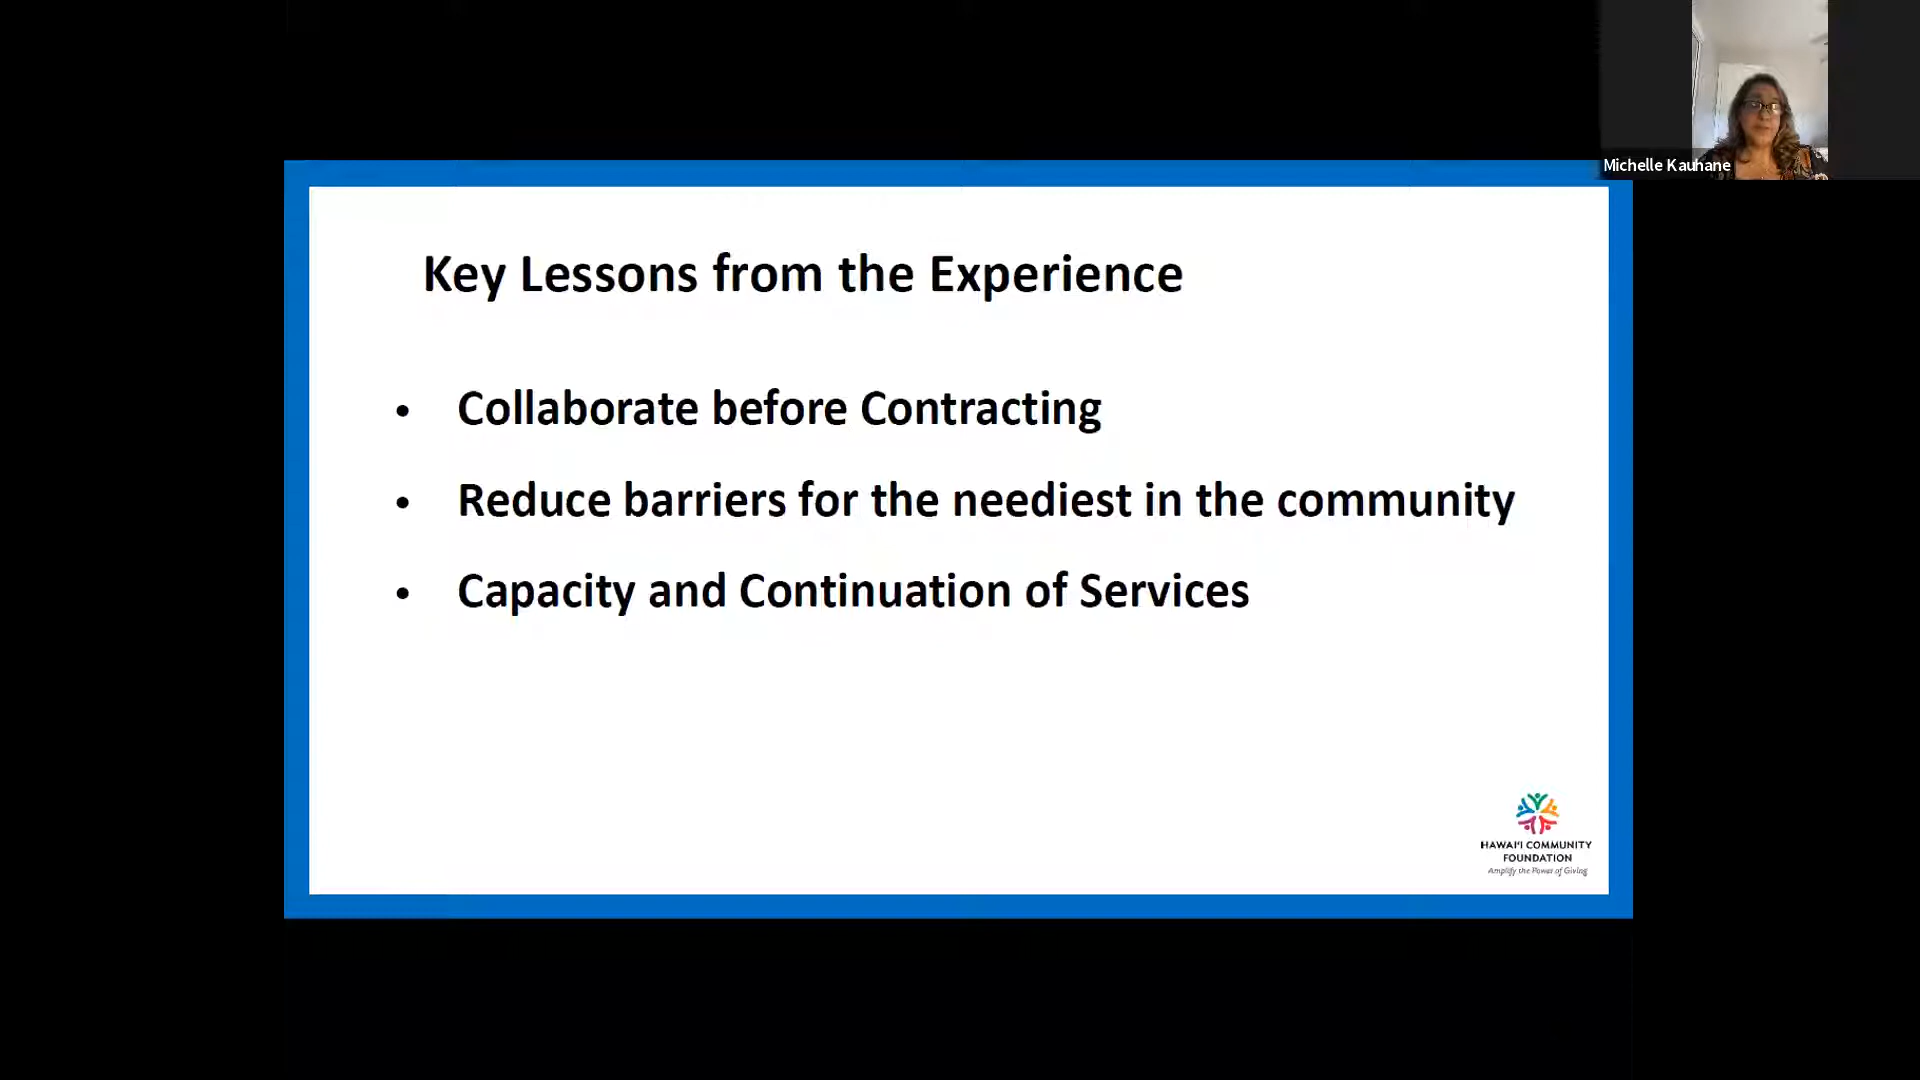 Michelle Kauhane
Key Lessons from the Experience
• Collaborate before Contracting
• Reduce barriers for the neediest in the community
• Capacity and Continuation of Services
HAWAI‘I COMMUNITY
FOUNDATION
Amplify the Power of Giving